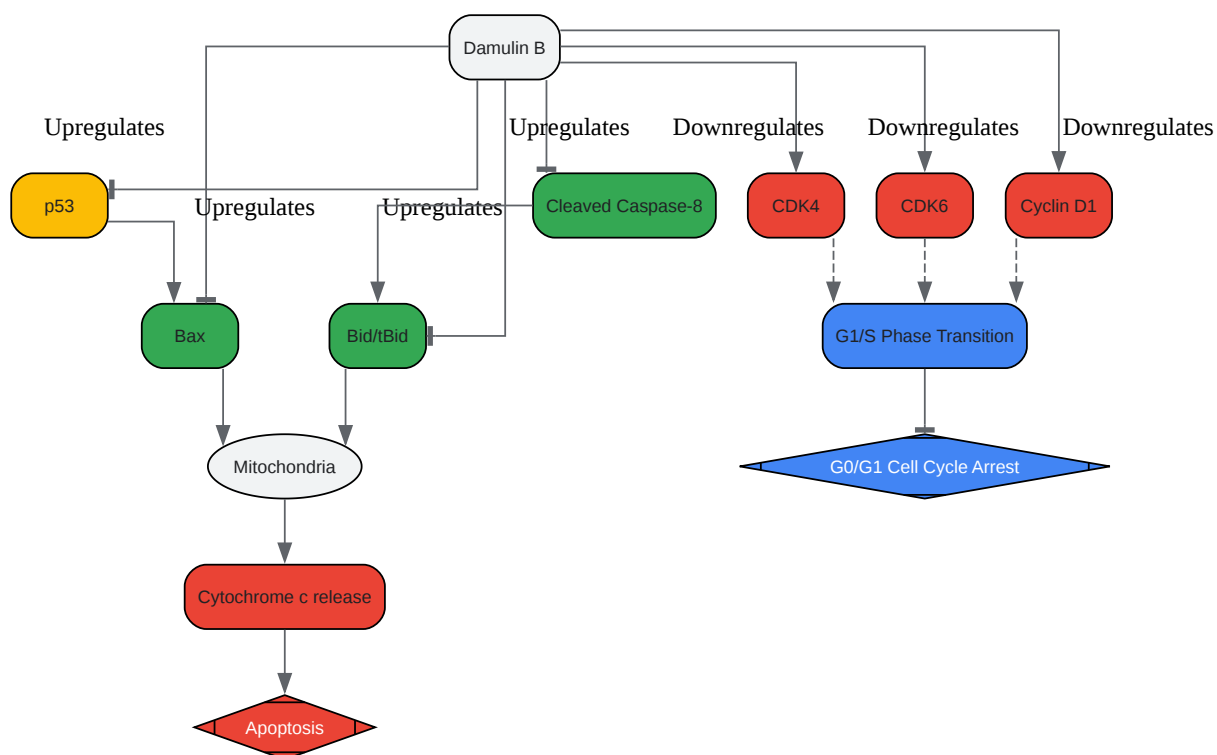 Damulin B
Upregulates
Upregulates
Downregulates
Downregulates
Downregulates
p53
Upregulates
Upregulates
Cleaved Caspase-8
CDK4
CDK6
Cyclin D1
Bax
Bid/tBid
G1/S Phase Transition
Mitochondria
G0/G1 Cell Cycle Arrest
Cytochrome c release
Apoptosis